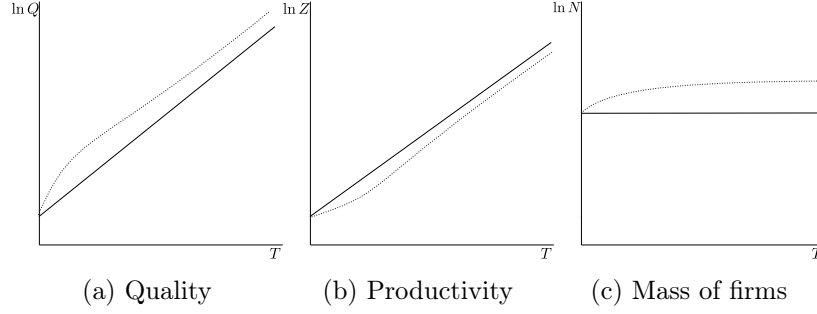 ln Q
T
(a) Quality
ln Z
T
(b) Productivity
ln N
T
(c) Mass of firms